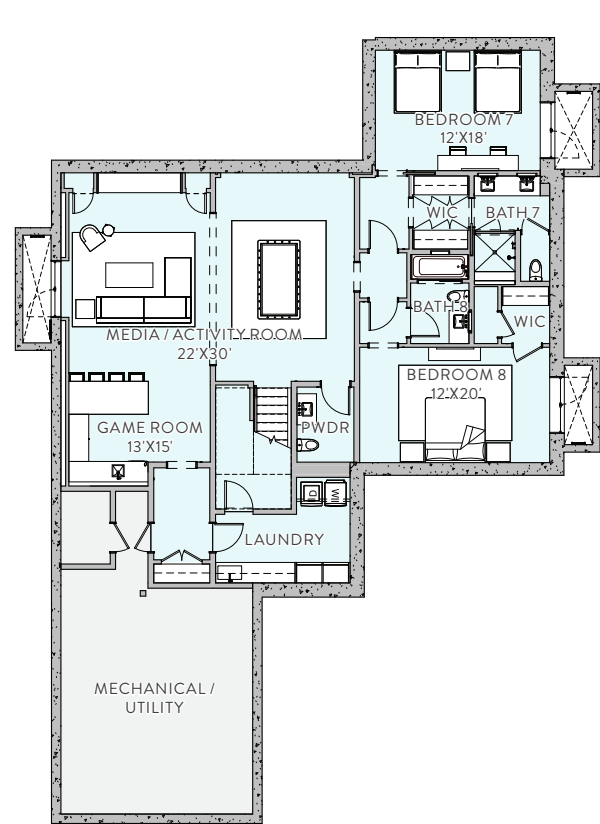 BEDROOM 7
12'X18'
WIC
BATH 7
BATH 8
WIC
MEDIA / ACTIVITY ROOM
22'X30'
BEDROOM 8
12'X20'
GAME ROOM
13'X15'
PWDR
D
W
LAUNDRY
MECHANICAL /
UTILITY